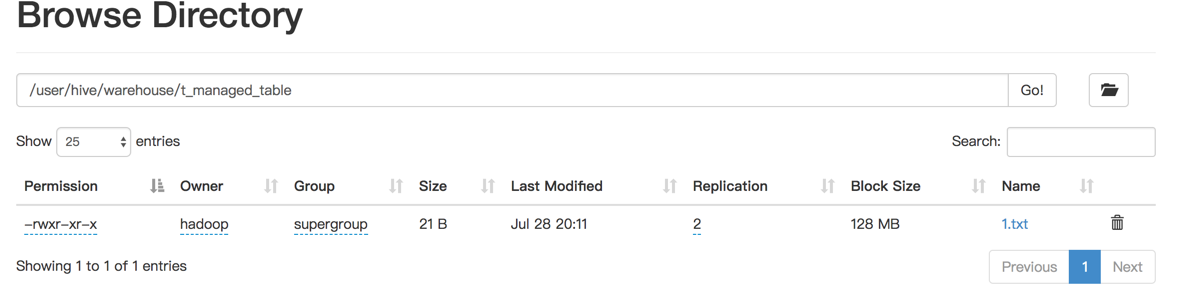 Browse Directory
/user/hive/warehouse/t_managed_table Go!
Show 25 entries Search:
Permission Owner Group Size Last Modified Replication Block Size Name
-rwxr-xr-x hadoop supergroup 21 B Jul 28 20:11 2 128 MB 1.txt
Showing 1 to 1 of 1 entries Previous 1 Next